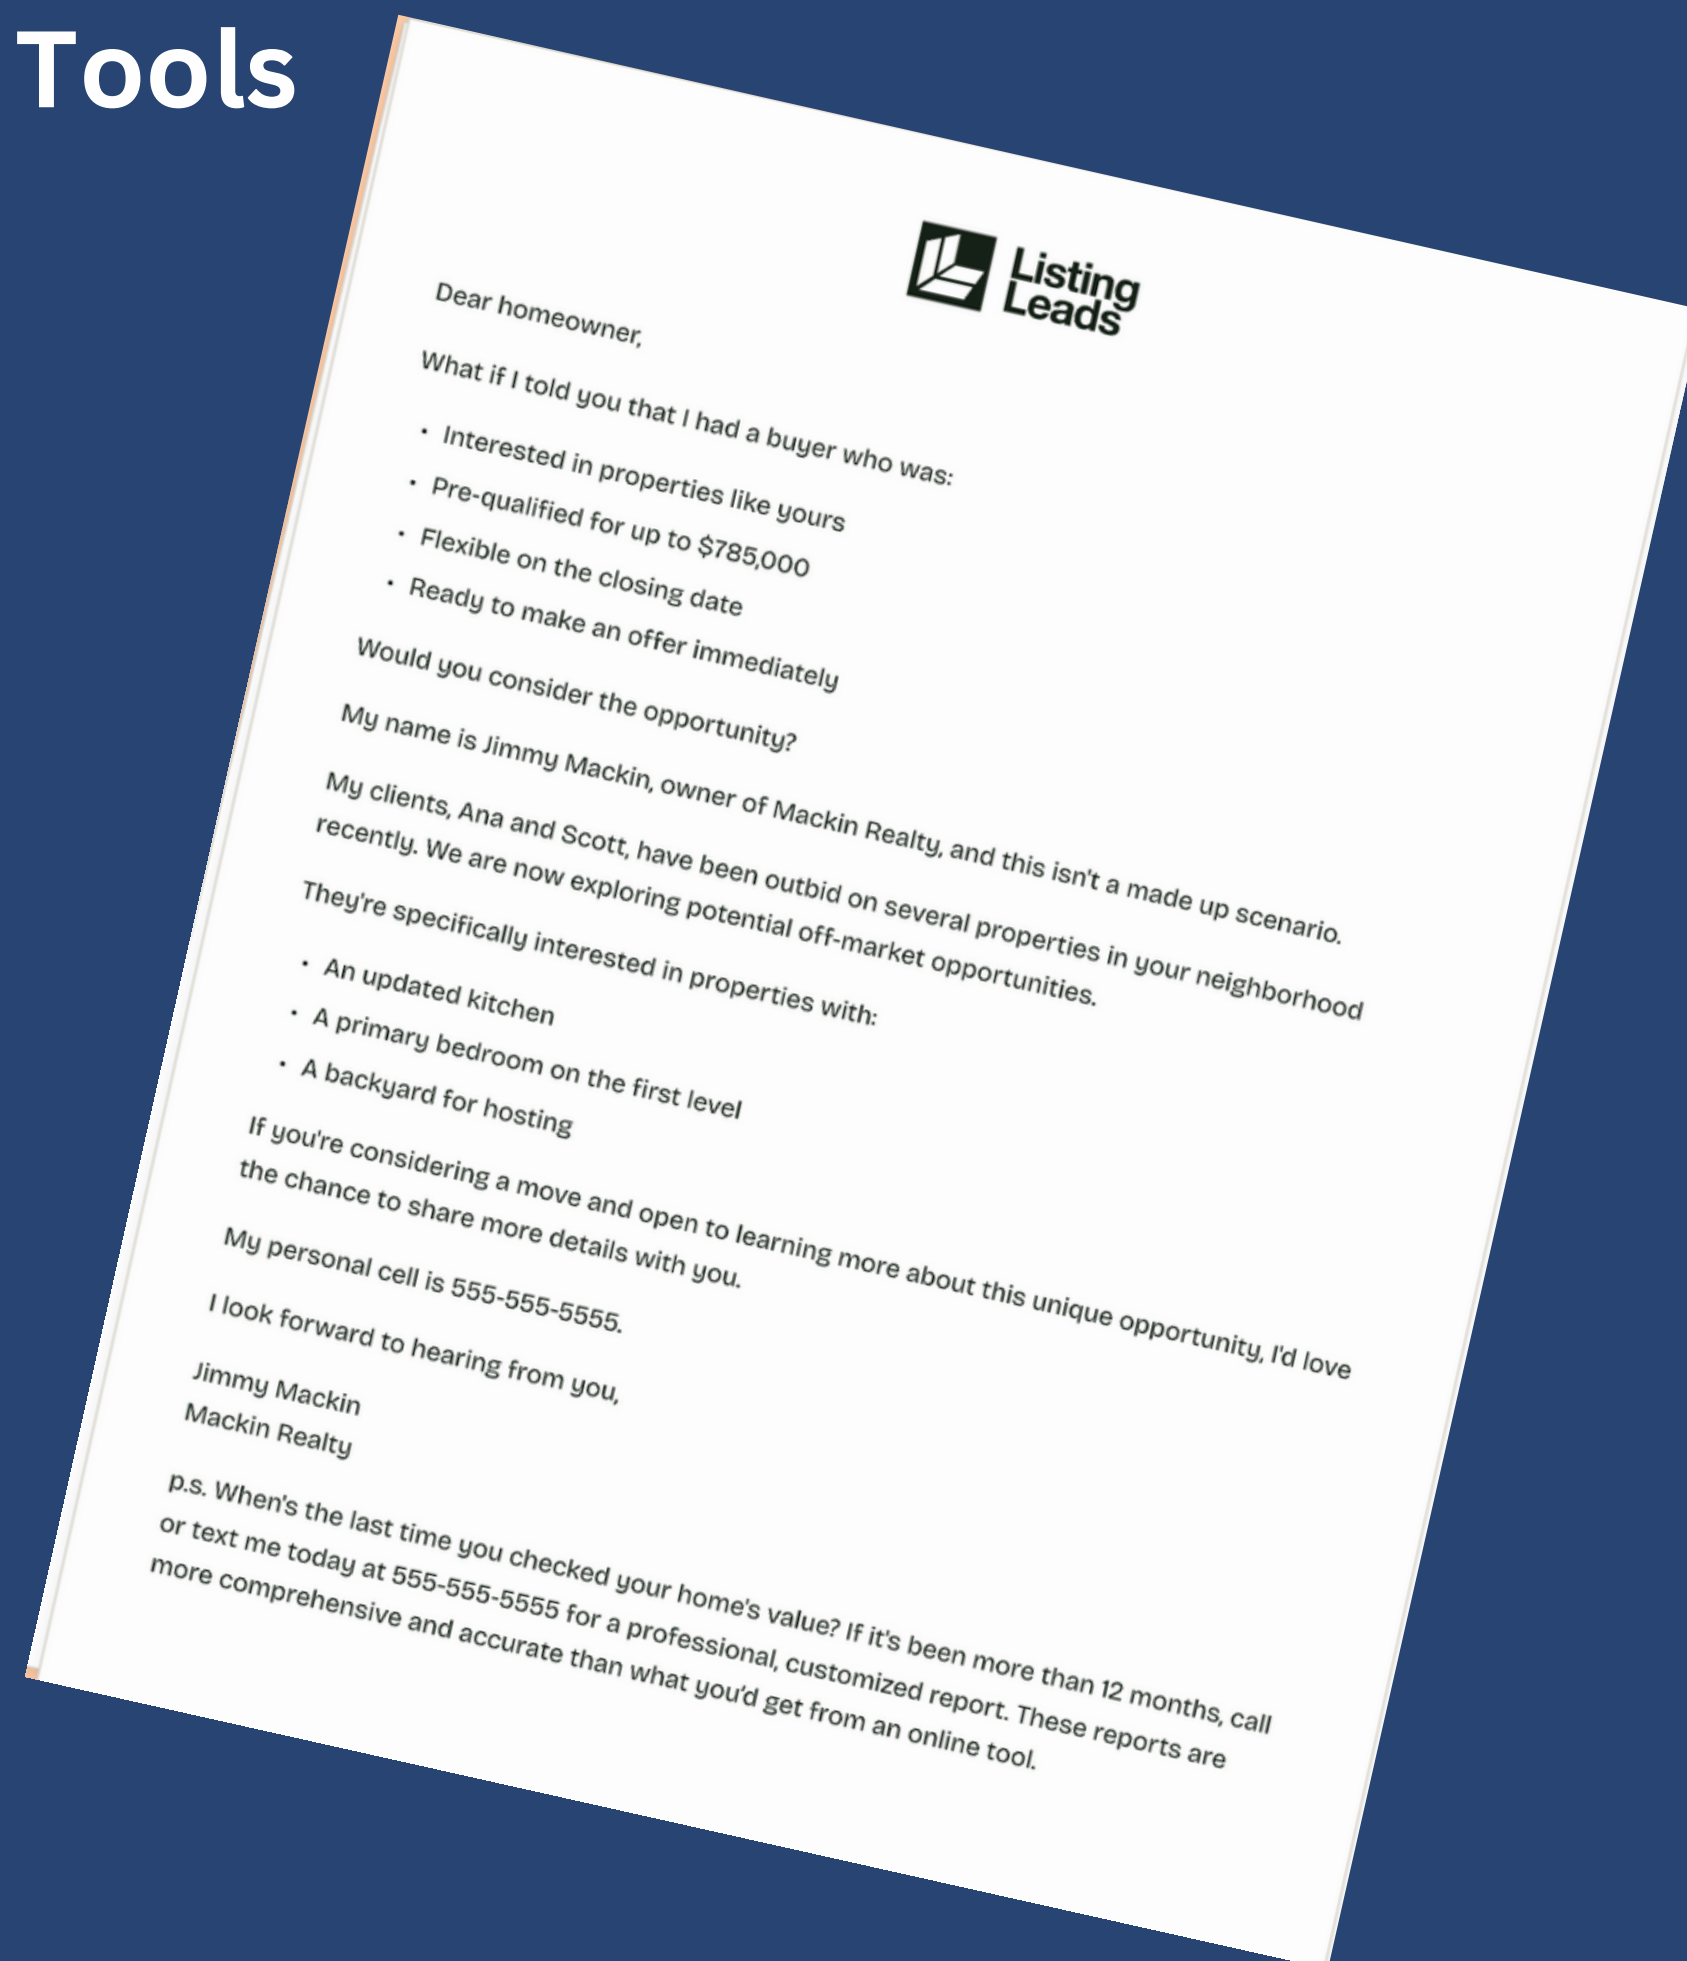 Tools
Listing
Leads
Dear homeowner,
What if I told you that I had a buyer who was:
• Interested in properties like yours
• Pre-qualified for up to $785,000
• Flexible on the closing date
• Ready to make an offer immediately
Would you consider the opportunity?
My name is Jimmy Mackin, owner of Mackin Realty, and this isn't a made up scenario.
My clients, Ana and Scott, have been outbid on several properties in your neighborhood
recently. We are now exploring potential off-market opportunities.
They're specifically interested in properties with:
• An updated kitchen
• A primary bedroom on the first level
• A backyard for hosting
If you're considering a move and open to learning more about this unique opportunity, I'd love
the chance to share more details with you.
My personal cell is 555-555-5555.
I look forward to hearing from you,
Jimmy Mackin
Mackin Realty
p.s. When's the last time you checked your home's value? If it's been more than 12 months, call
or text me today at 555-555-5555 for a professional, customized report. These reports are
more comprehensive and accurate than what you'd get from an online tool.